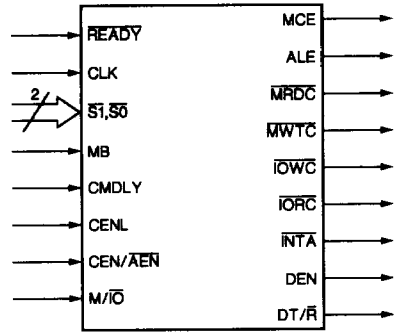 READY
CLK
2
S1,S0
MB
CMDLY
CENL
CEN/AEN
M/IO
MCE
ALE
MRDC
MWTC
IOWC
IORC
INTA
DEN
DT/R